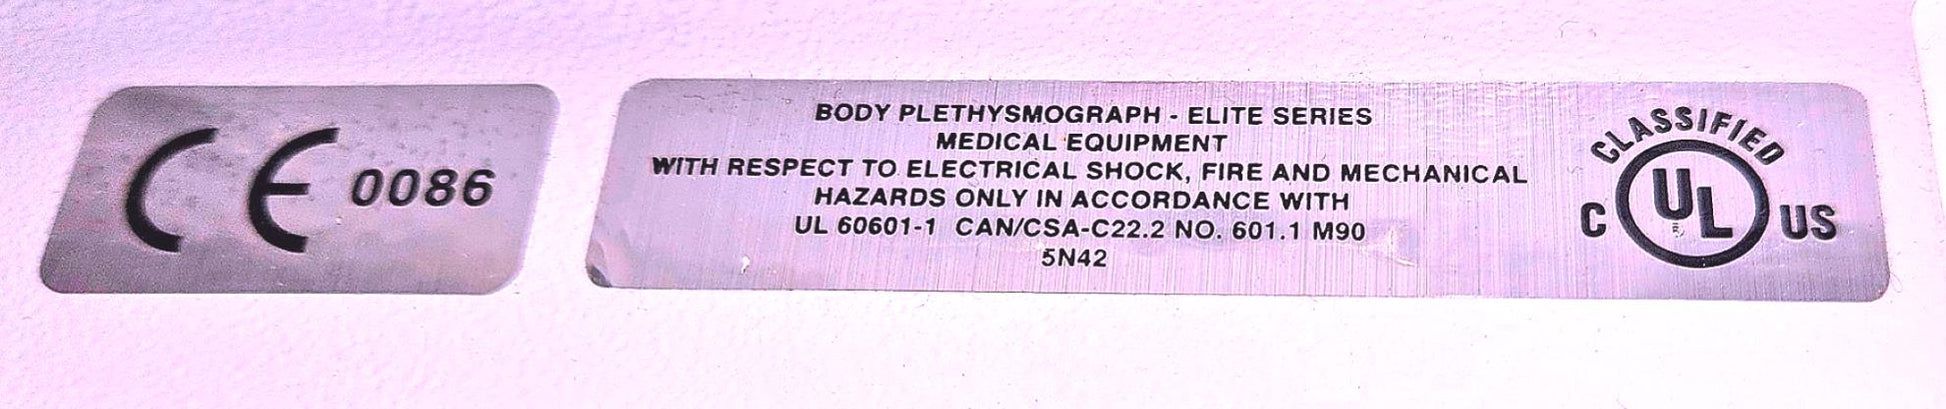 CE 0086
BODY PLETHYSMOGRAPH - ELITE SERIES
MEDICAL EQUIPMENT
WITH RESPECT TO ELECTRICAL SHOCK, FIRE AND MECHANICAL
HAZARDS ONLY IN ACCORDANCE WITH
UL 60601-1 CAN/CSA-C22.2 NO. 601.1 M90
5N42
CLASSIFIED
C UL US